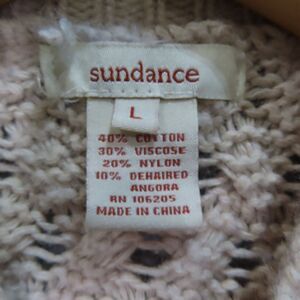 sundance
L
40% COTTON
30% VISCOSE
20% NYLON
10% DEHAIRED
ANGORA
RN 106205
MADE IN CHINA